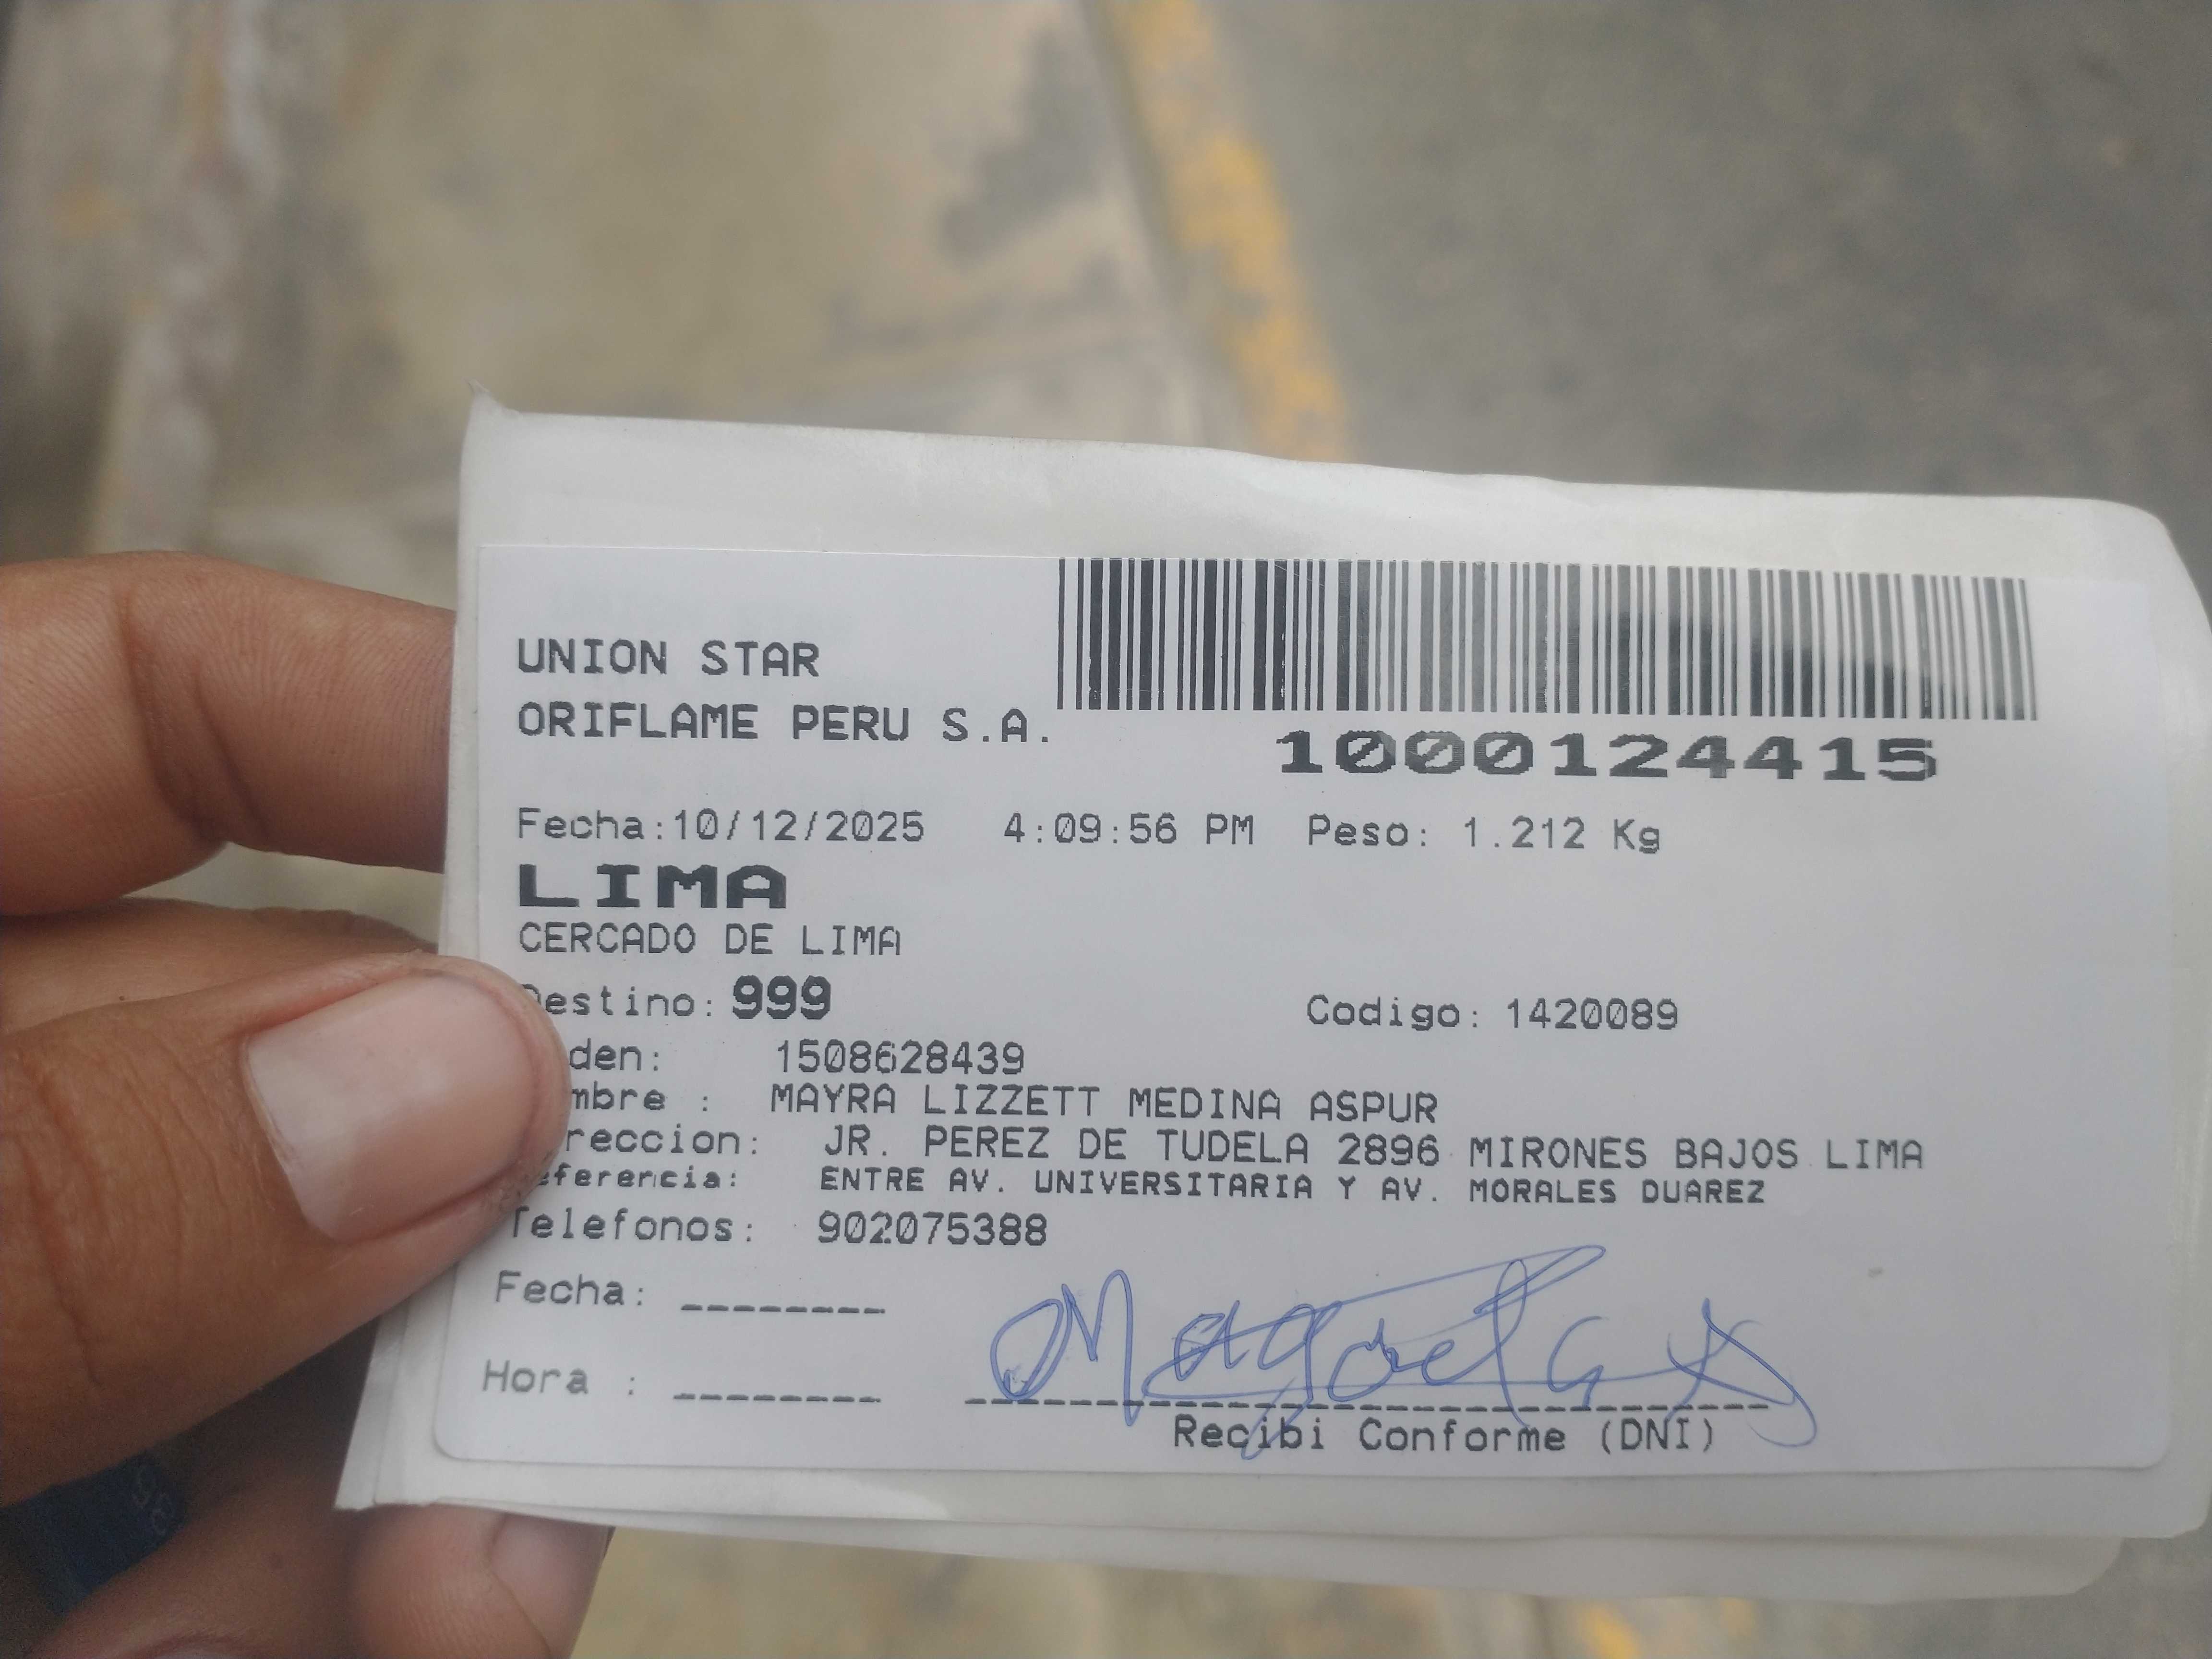 UNION STAR
ORIFLAME PERU S.A.
1000124415
Fecha:10/12/2025 4:09:56 PM Peso: 1.212 Kg
LIMA
CERCADO DE LIMA
Destino: 999 Codigo: 1420089
den: 1508628439
mbre : MAYRA LIZZETT MEDINA ASPUR
reccion: JR. PEREZ DE TUDELA 2896 MIRONES BAJOS LIMA
eferencia: ENTRE AV. UNIVERSITARIA Y AV. MORALES DUAREZ
Telefonos: 902075388
Fecha: --------
Hora : --------
Recibi Conforme (DNI)